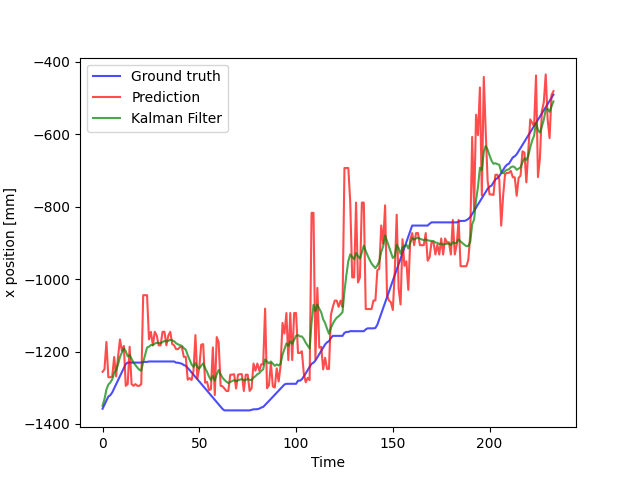 −400
−600
−800
−1000
−1200
−1400
x position [mm]
Ground truth
Prediction
Kalman Filter
0
50
100
150
200
Time